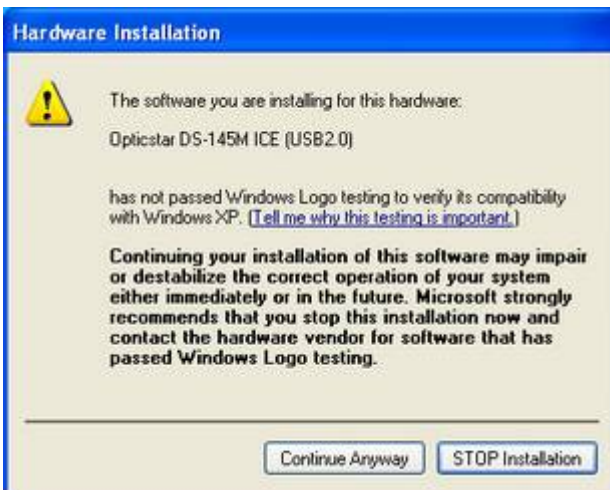 Hardware Installation
The software you are installing for this hardware:
Opticstar DS-145M ICE (USB2.0)
has not passed Windows Logo testing to verify its compatibility
with Windows XP. (Tell me why this testing is important.)
Continuing your installation of this software may impair
or destabilize the correct operation of your system
either immediately or in the future. Microsoft strongly
recommends that you stop this installation now and
contact the hardware vendor for software that has
passed Windows Logo testing.
Continue Anyway
STOP Installation